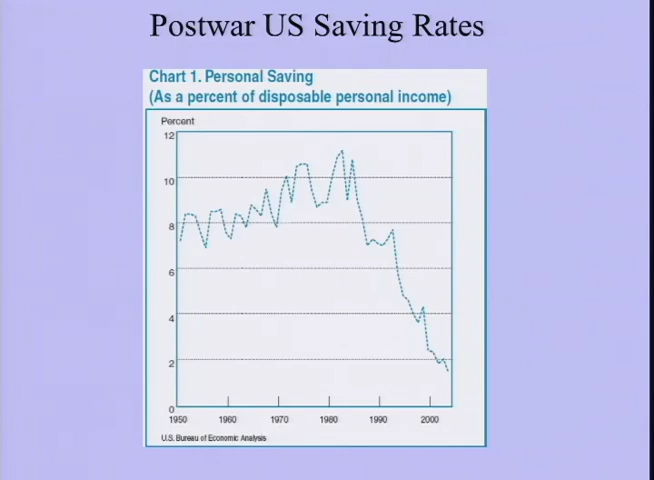 Postwar US Saving Rates
Chart 1. Personal Saving
(As a percent of disposable personal income)
Percent
12
10
8
6
4
2
0
1950 1960 1970 1980 1990 2000
U.S. Bureau of Economic Analysis